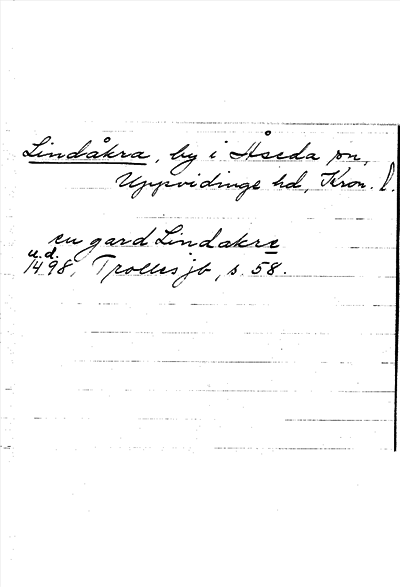 Lindåkra, by i Åseda sn,
Uppvidinge hd, Kron. l.
en gard Lindakre
u.d.
1498, Trolles jb, s. 58.